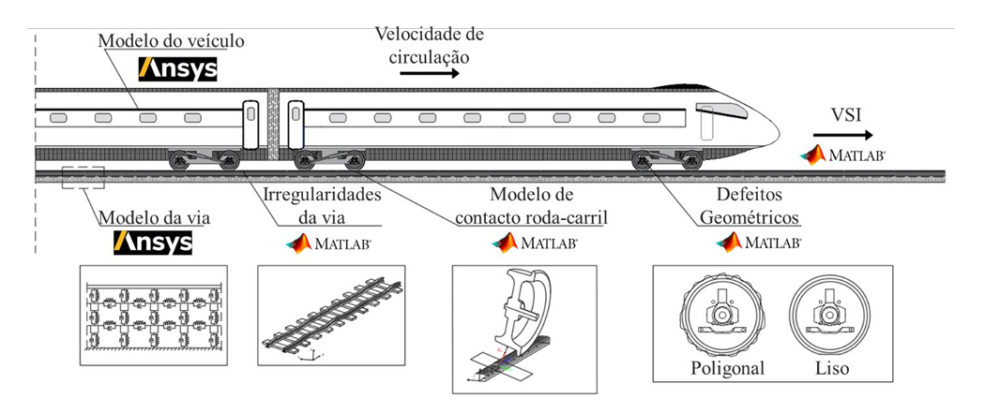 Modelo do veículo
Ansys
Velocidade de
circulação
VSI
MATLAB®
Modelo da via
Ansys
Irregularidades
da via
MATLAB®
Modelo de
contacto roda-carril
MATLAB®
Defeitos
Geométricos
MATLAB®
Poligonal
Liso